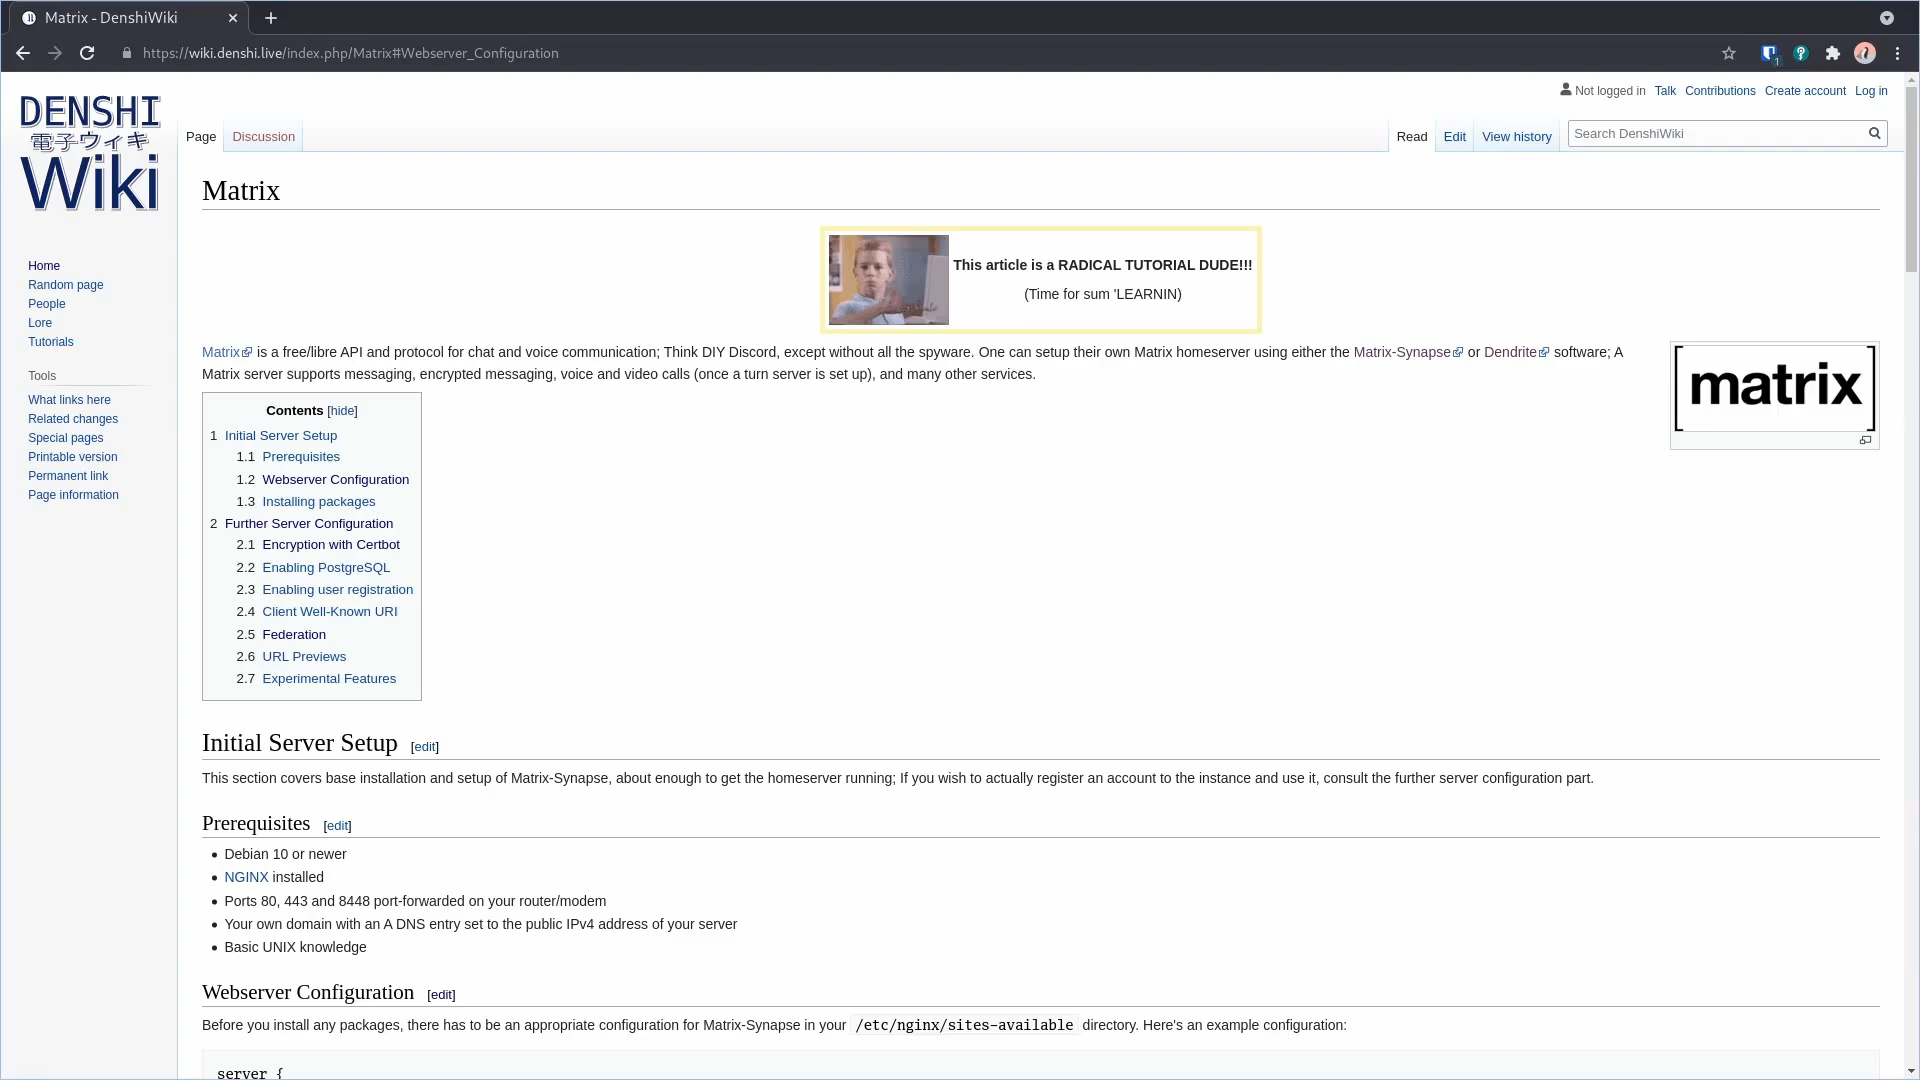 Matrix - DenshiWiki
https://wiki.denshi.live/index.php/Matrix#Webserver_Configuration
1
Not logged in Talk Contributions Create account Log in
DENSHI
電子ウィキ
Wiki
Page Discussion
Read Edit View history
Search DenshiWiki
Home
Random page
People
Lore
Tutorials
Tools
What links here
Related changes
Special pages
Printable version
Permanent link
Page information
Matrix
This article is a RADICAL TUTORIAL DUDE!!!
(Time for sum 'LEARNIN)
Matrix is a free/libre API and protocol for chat and voice communication; Think DIY Discord, except without all the spyware. One can setup their own Matrix homeserver using either the Matrix-Synapse or Dendrite software; A
Matrix server supports messaging, encrypted messaging, voice and video calls (once a turn server is set up), and many other services.
[matrix]
Contents [hide]
1 Initial Server Setup
1.1 Prerequisites
1.2 Webserver Configuration
1.3 Installing packages
2 Further Server Configuration
2.1 Encryption with Certbot
2.2 Enabling PostgreSQL
2.3 Enabling user registration
2.4 Client Well-Known URI
2.5 Federation
2.6 URL Previews
2.7 Experimental Features
Initial Server Setup [edit]
This section covers base installation and setup of Matrix-Synapse, about enough to get the homeserver running; If you wish to actually register an account to the instance and use it, consult the further server configuration part.
Prerequisites [edit]
• Debian 10 or newer
• NGINX installed
• Ports 80, 443 and 8448 port-forwarded on your router/modem
• Your own domain with an A DNS entry set to the public IPv4 address of your server
• Basic UNIX knowledge
Webserver Configuration [edit]
Before you install any packages, there has to be an appropriate configuration for Matrix-Synapse in your /etc/nginx/sites-available directory. Here's an example configuration:
server {